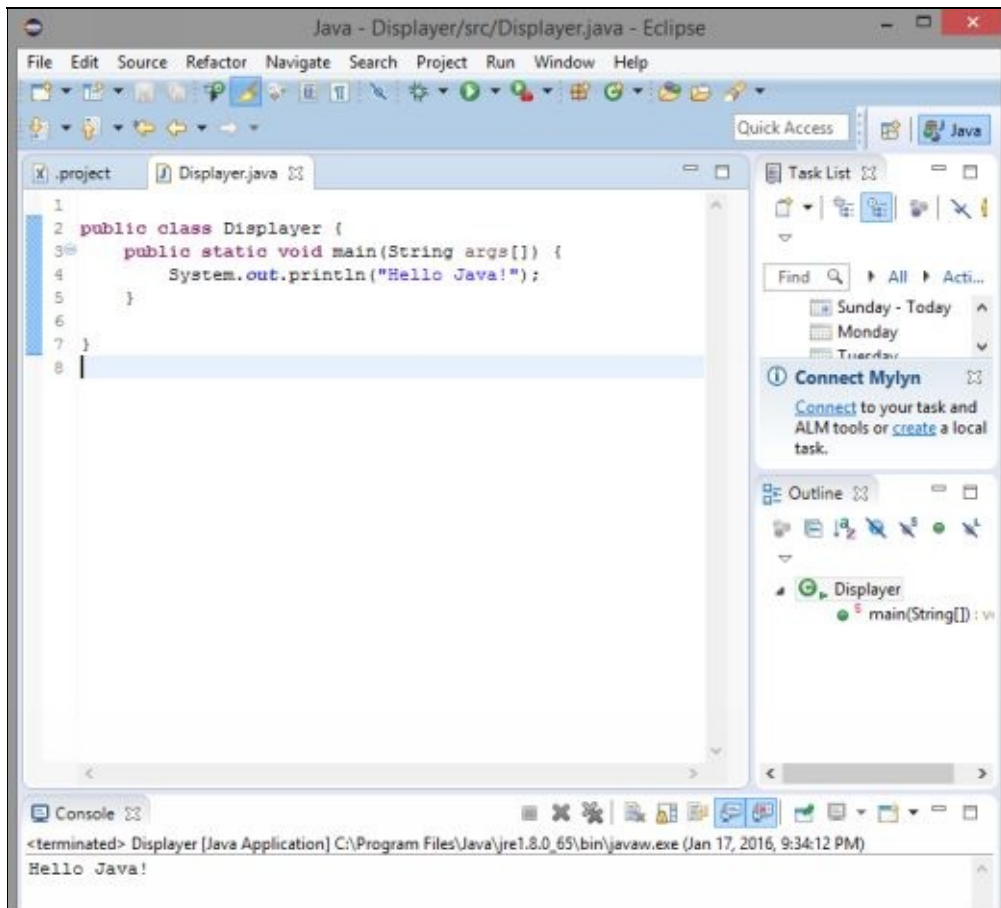 Java - Displayer/src/Displayer.java - Eclipse
File Edit Source Refactor Navigate Search Project Run Window Help
Quick Access
Java
.project
Displayer.java
1
2 public class Displayer {
3 public static void main(String args[]) {
4 System.out.println("Hello Java!");
5 }
6
7 }
8
Task List
Find
All
Acti...
Sunday - Today
Monday
Tuesday
Connect Mylyn
Connect to your task and
ALM tools or create a local
task.
Outline
Displayer
main(String[]) :
Console
<terminated> Displayer [Java Application] C:\Program Files\Java\jre1.8.0_65\bin\javaw.exe (Jan 17, 2016, 9:34:12 PM)
Hello Java!